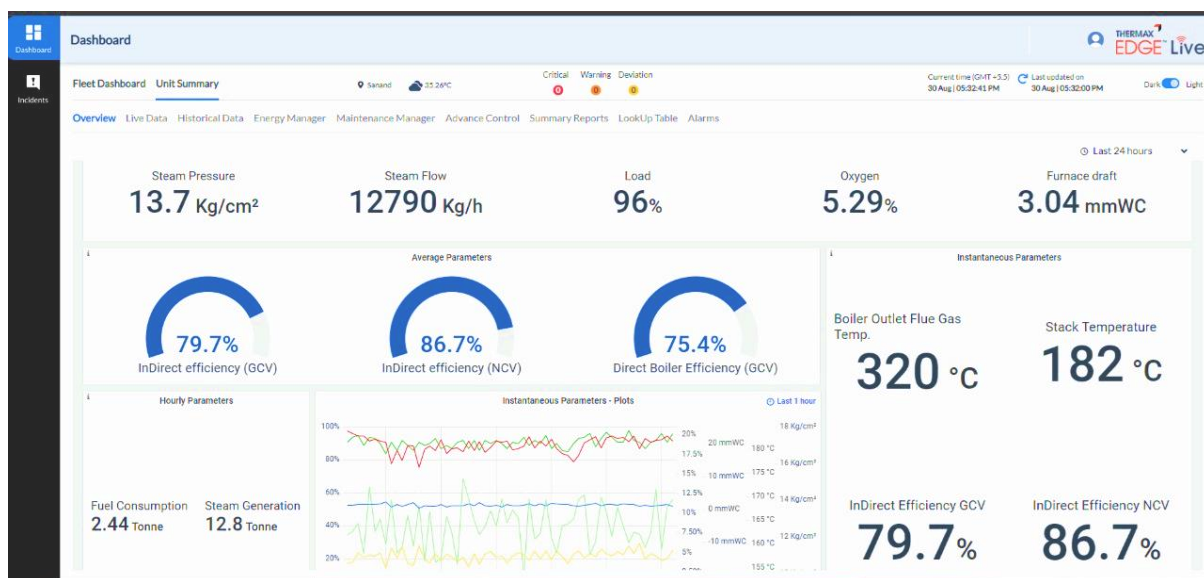 Dashboard
Dashboard
THERMAX
EDGE™ Live
Incidents
Fleet Dashboard Unit Summary
Sanand
Critical Warning Deviation
0 0 0
Current time (GMT +5.5)
30 Aug | 05:32:41 PM
Last updated on
30 Aug | 05:32:00 PM
Dark Light
Overview Live Data Historical Data Energy Manager Maintenance Manager Advance Control Summary Reports LookUp Table Alarms
Last 24 hours
Steam Pressure
13.7 Kg/cm²
Steam Flow
12790 Kg/h
Load
96%
Oxygen
5.29%
Furnace draft
3.04 mmWC
Average Parameters
79.7%
InDirect efficiency (GCV)
86.7%
InDirect efficiency (NCV)
75.4%
Direct Boiler Efficiency (GCV)
Instantaneous Parameters
Boiler Outlet Flue Gas
Temp.
320 °C
Stack Temperature
182 °C
InDirect Efficiency GCV
79.7%
InDirect Efficiency NCV
86.7%
Hourly Parameters
Fuel Consumption
2.44 Tonne
Steam Generation
12.8 Tonne
Instantaneous Parameters - Plots
Last 1 hour
100%
80%
60%
40%
20%
20%
17.5%
15%
12.5%
10%
7.50%
5%
20 mmWC
10 mmWC
0 mmWC
-10 mmWC
180 °C
175 °C
170 °C
165 °C
160 °C
155 °C
18 Kg/cm²
16 Kg/cm²
14 Kg/cm²
12 Kg/cm²